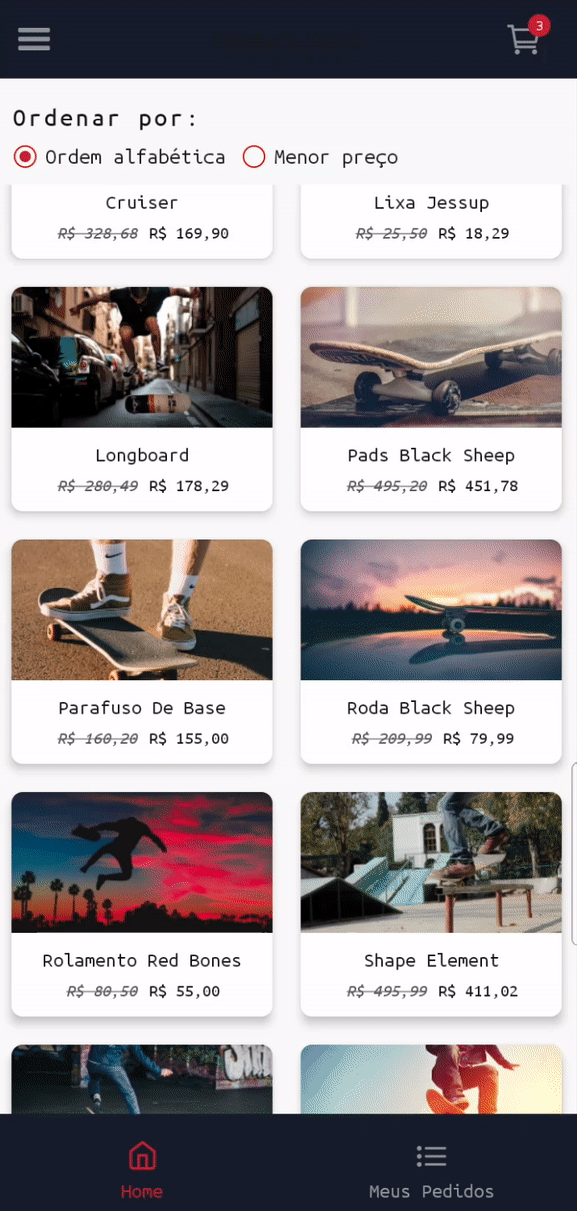 3
Ordenar por:
Ordem alfabética Menor preço
Cruiser
R$ 328,68 R$ 169,90
Lixa Jessup
R$ 25,50 R$ 18,29
Longboard
R$ 280,49 R$ 178,29
Pads Black Sheep
R$ 495,20 R$ 451,78
Parafuso De Base
R$ 160,20 R$ 155,00
Roda Black Sheep
R$ 209,99 R$ 79,99
Rolamento Red Bones
R$ 80,50 R$ 55,00
Shape Element
R$ 495,99 R$ 411,02
Home
Meus Pedidos